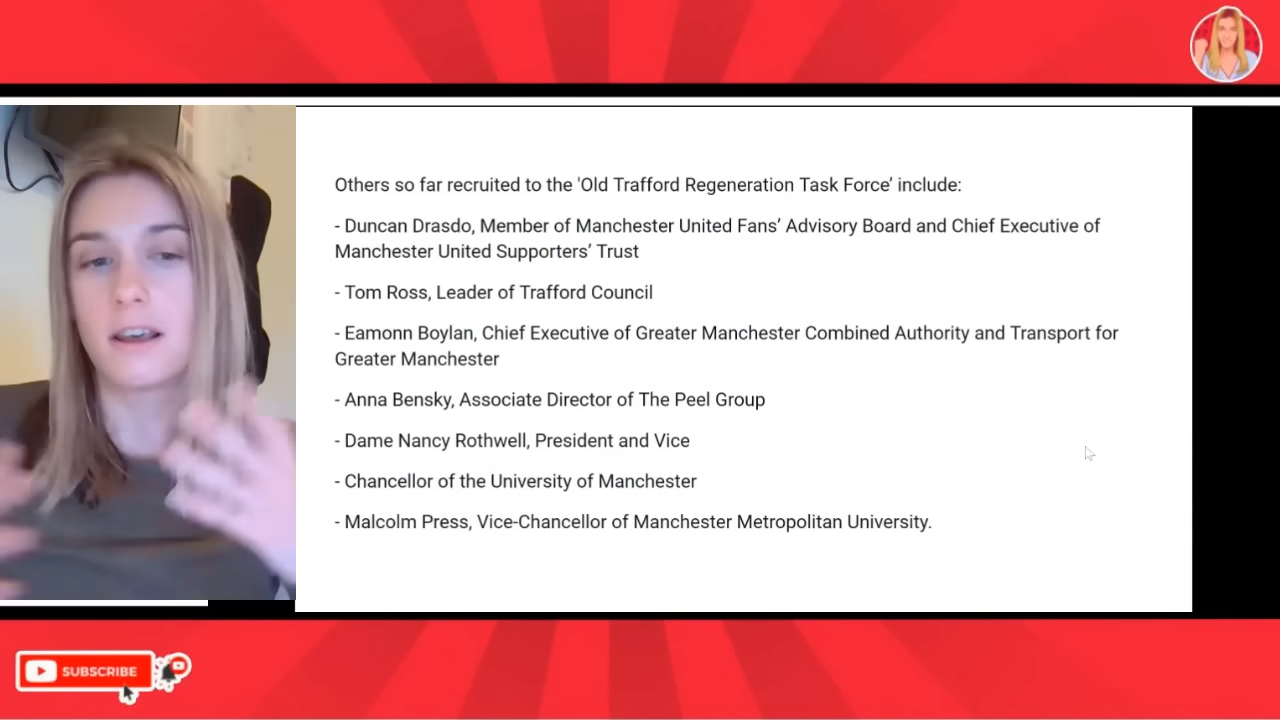 Others so far recruited to the 'Old Trafford Regeneration Task Force’ include:
- Duncan Drasdo, Member of Manchester United Fans’ Advisory Board and Chief Executive of
Manchester United Supporters’ Trust
- Tom Ross, Leader of Trafford Council
- Eamonn Boylan, Chief Executive of Greater Manchester Combined Authority and Transport for
Greater Manchester
- Anna Bensky, Associate Director of The Peel Group
- Dame Nancy Rothwell, President and Vice
- Chancellor of the University of Manchester
- Malcolm Press, Vice-Chancellor of Manchester Metropolitan University.
SUBSCRIBE